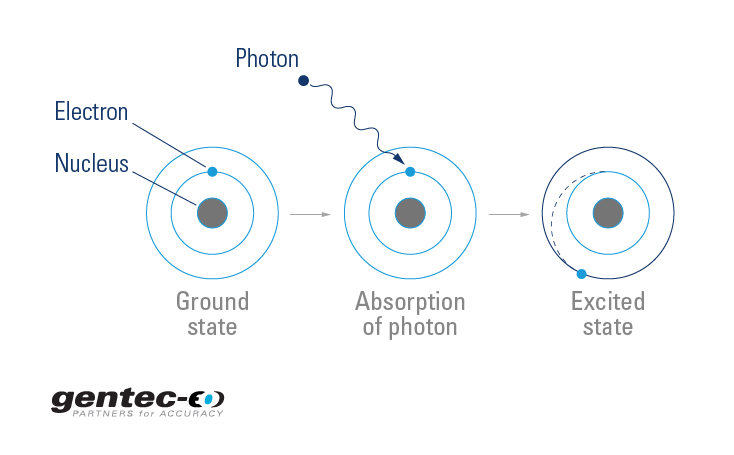 Photon
Electron
Nucleus
Ground
state
Absorption
of photon
Excited
state
gentec-eo
PARTNERS for ACCURACY